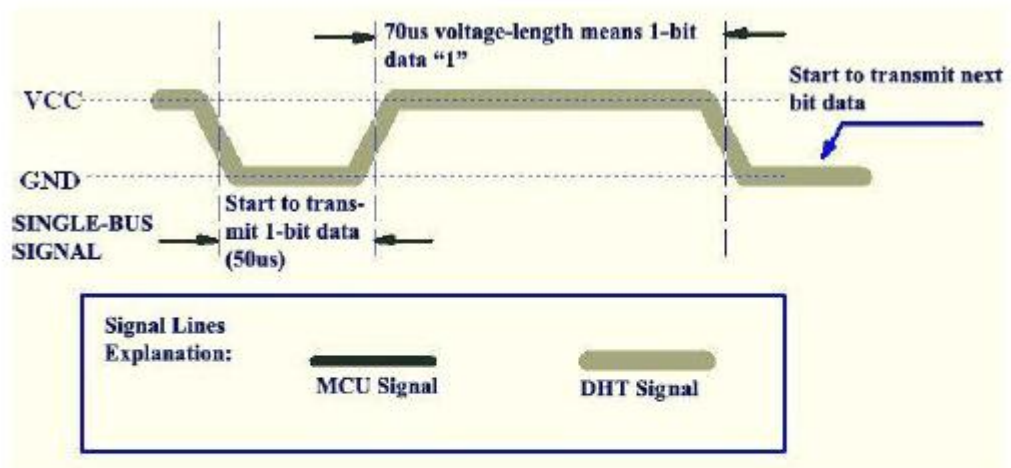 70us voltage-length means 1-bit
data “1”
Start to transmit next
bit data
VCC
GND
SINGLE-BUS
SIGNAL
Start to trans-
mit 1-bit data
(50us)
Signal Lines
Explanation:
MCU Signal
DHT Signal